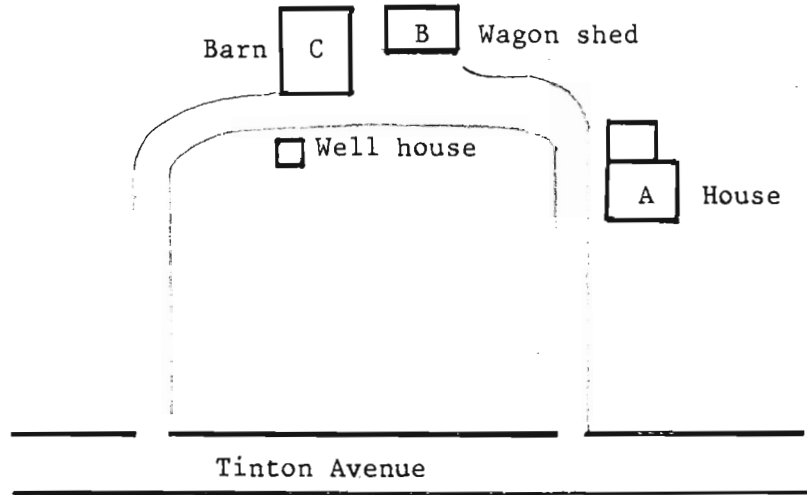 B Wagon shed
Barn C
Well house
A House
Tinton Avenue